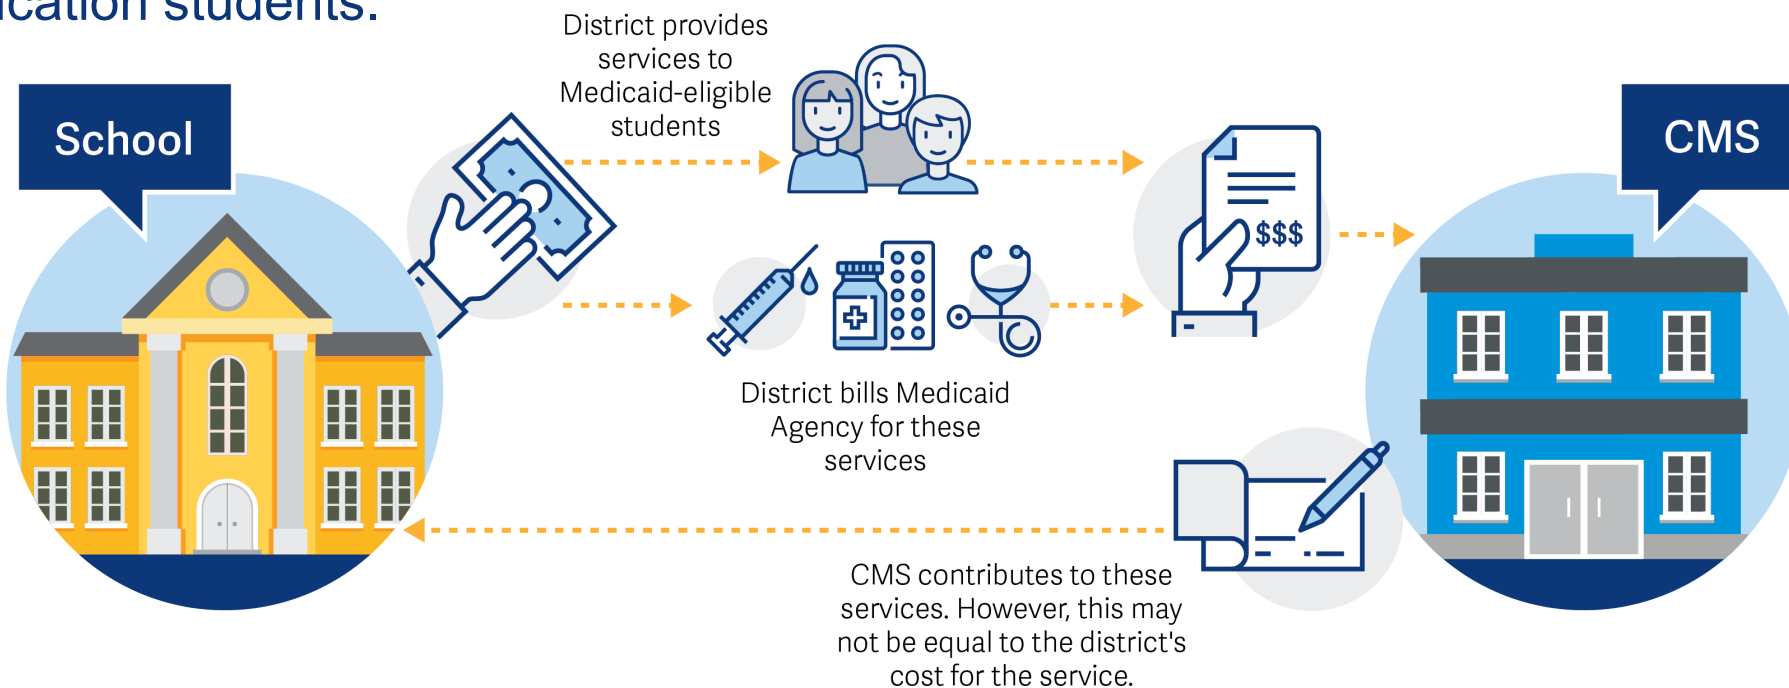 District provides
services to
Medicaid-eligible
students
School
CMS
$$$
District bills Medicaid
Agency for these
services
CMS contributes to these
services. However, this may
not be equal to the district's
cost for the service.